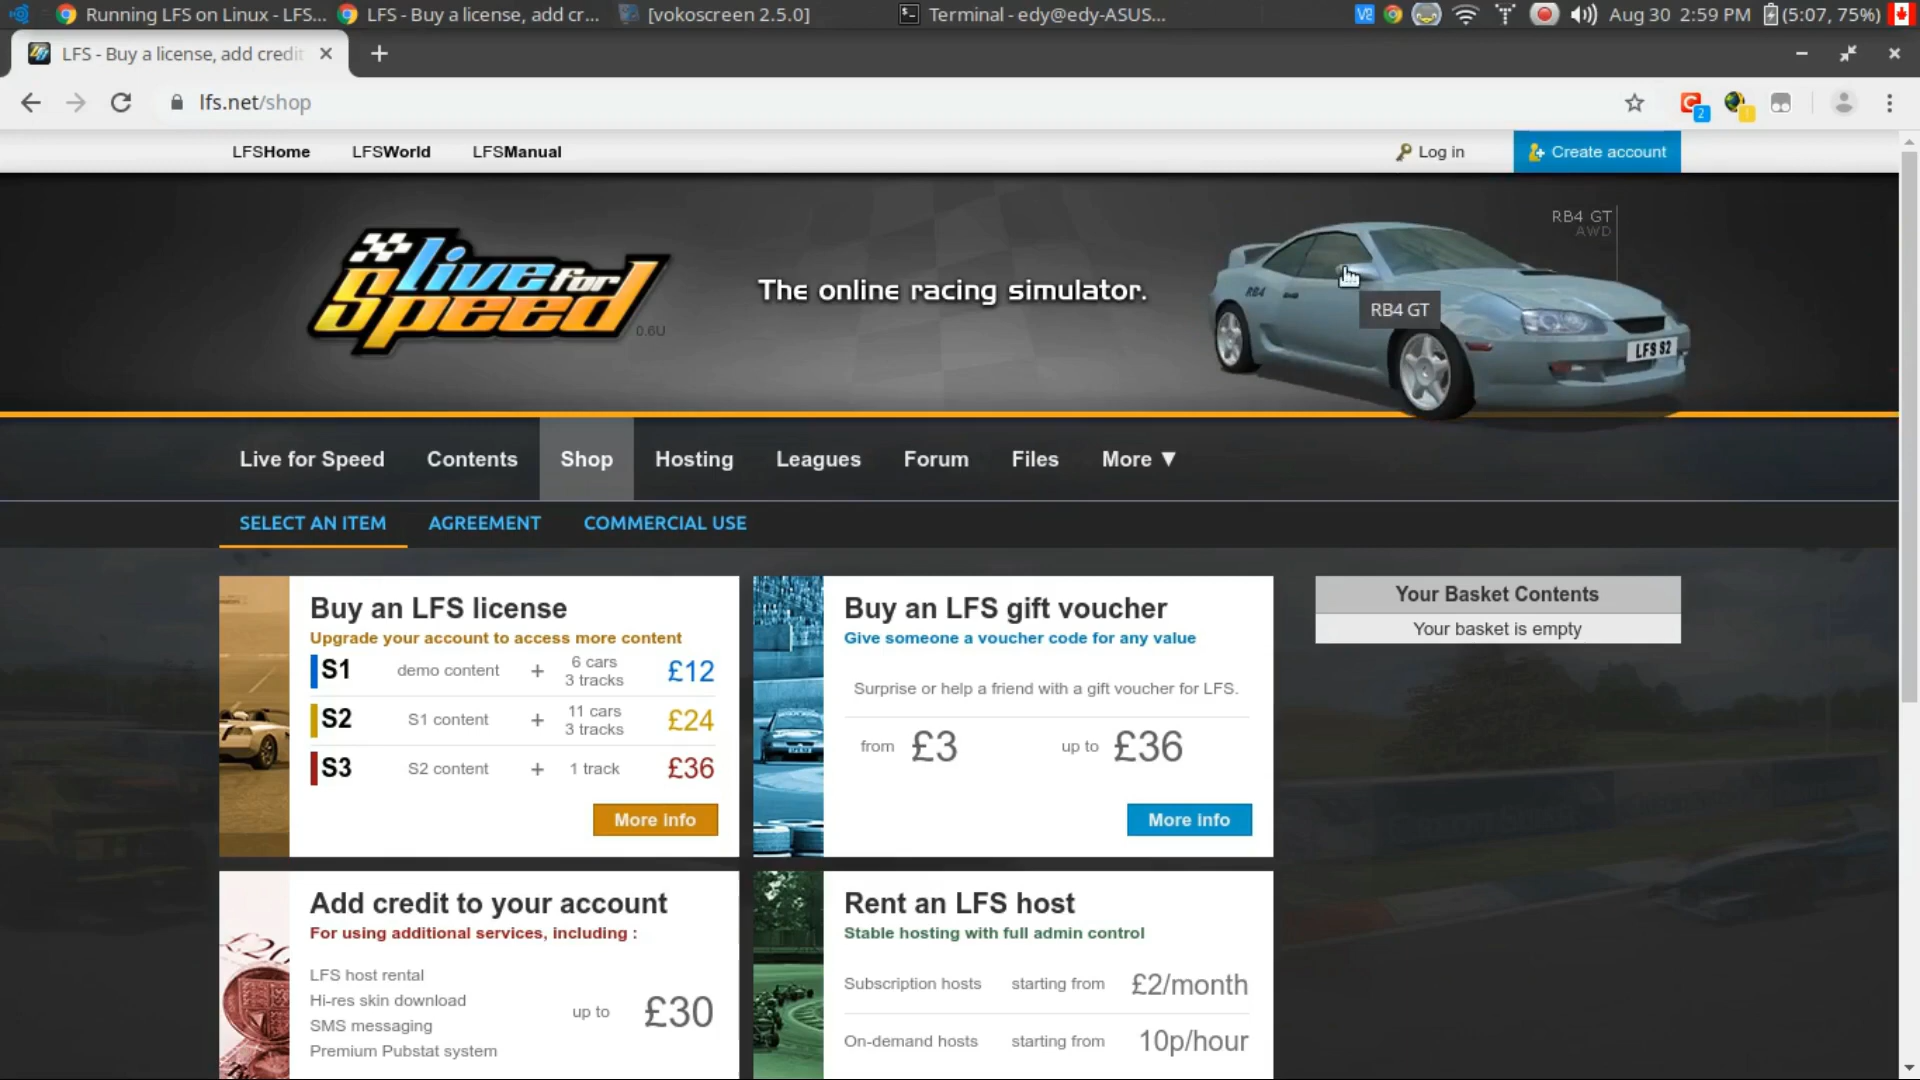 Running LFS on Linux - LFS... LFS - Buy a license, add cr... [vokoscreen 2.5.0] Terminal - edy@edy-ASUS... Aug 30 2:59 PM (5:07, 75%)
LFS - Buy a license, add credit
lfs.net/shop
LFSHome LFSWorld LFSManual Log in Create account
RB4 GT
AWD
live for
Speed
0.6U
The online racing simulator.
RB4 GT
RB4
LFS S2
Live for Speed Contents Shop Hosting Leagues Forum Files More ▼
SELECT AN ITEM AGREEMENT COMMERCIAL USE
Buy an LFS license
Upgrade your account to access more content
S1 demo content + 6 cars 3 tracks £12
S2 S1 content + 11 cars 3 tracks £24
S3 S2 content + 1 track £36
More info
Buy an LFS gift voucher
Give someone a voucher code for any value
Surprise or help a friend with a gift voucher for LFS.
from £3 up to £36
More info
Your Basket Contents
Your basket is empty
Add credit to your account
For using additional services, including :
LFS host rental
Hi-res skin download
SMS messaging
Premium Pubstat system
up to £30
Rent an LFS host
Stable hosting with full admin control
Subscription hosts starting from £2/month
On-demand hosts starting from 10p/hour